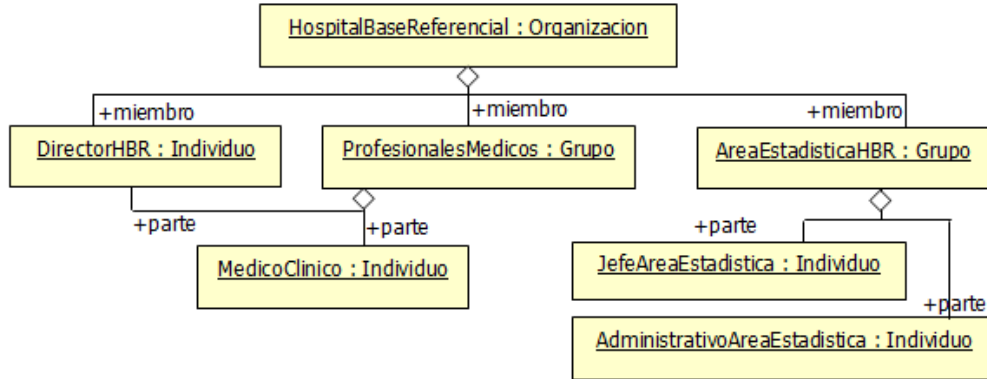 HospitalBaseReferencial : Organizacion
+miembro
+miembro
+miembro
DirectorHBR : Individuo
ProfesionalesMedicos : Grupo
AreaEstadisticaHBR : Grupo
+parte
+parte
+parte
MedicoClinico : Individuo
JefeAreaEstadistica : Individuo
+parte
AdministrativoAreaEstadistica : Individuo